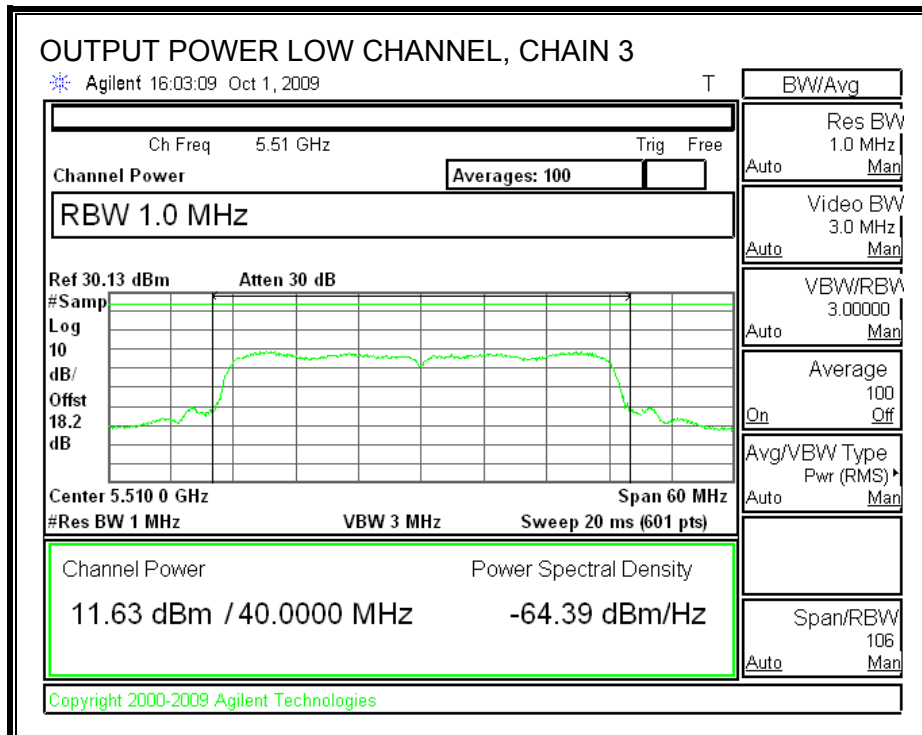 OUTPUT POWER LOW CHANNEL, CHAIN 3
Agilent 16:03:09 Oct 1, 2009 T
BW/Avg
Ch Freq 5.51 GHz Trig Free
Channel Power Averages: 100
RBW 1.0 MHz
Ref 30.13 dBm Atten 30 dB
#Samp
Log
10
dB/
Offst
18.2
dB
Center 5.510 0 GHz Span 60 MHz
#Res BW 1 MHz VBW 3 MHz Sweep 20 ms (601 pts)
Channel Power Power Spectral Density
11.63 dBm / 40.0000 MHz -64.39 dBm/Hz
Copyright 2000-2009 Agilent Technologies
Res BW
1.0 MHz
Auto Man
Video BW
3.0 MHz
Auto Man
VBW/RBW
3.00000
Auto Man
Average
100
On Off
Avg/VBW Type
Pwr (RMS)
Auto Man
Span/RBW
106
Auto Man